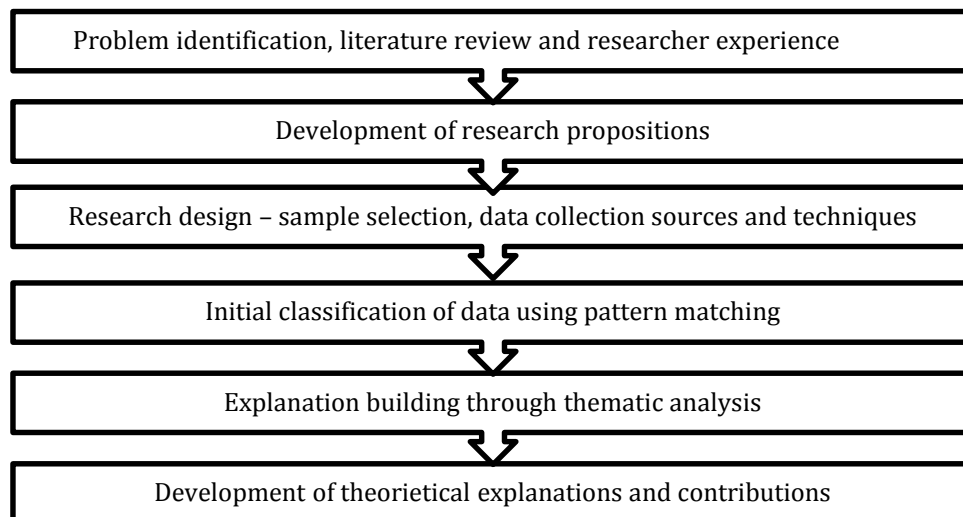 Problem identification, literature review and researcher experience
Development of research propositions
Research design – sample selection, data collection sources and techniques
Initial classification of data using pattern matching
Explanation building through thematic analysis
Development of theorietical explanations and contributions